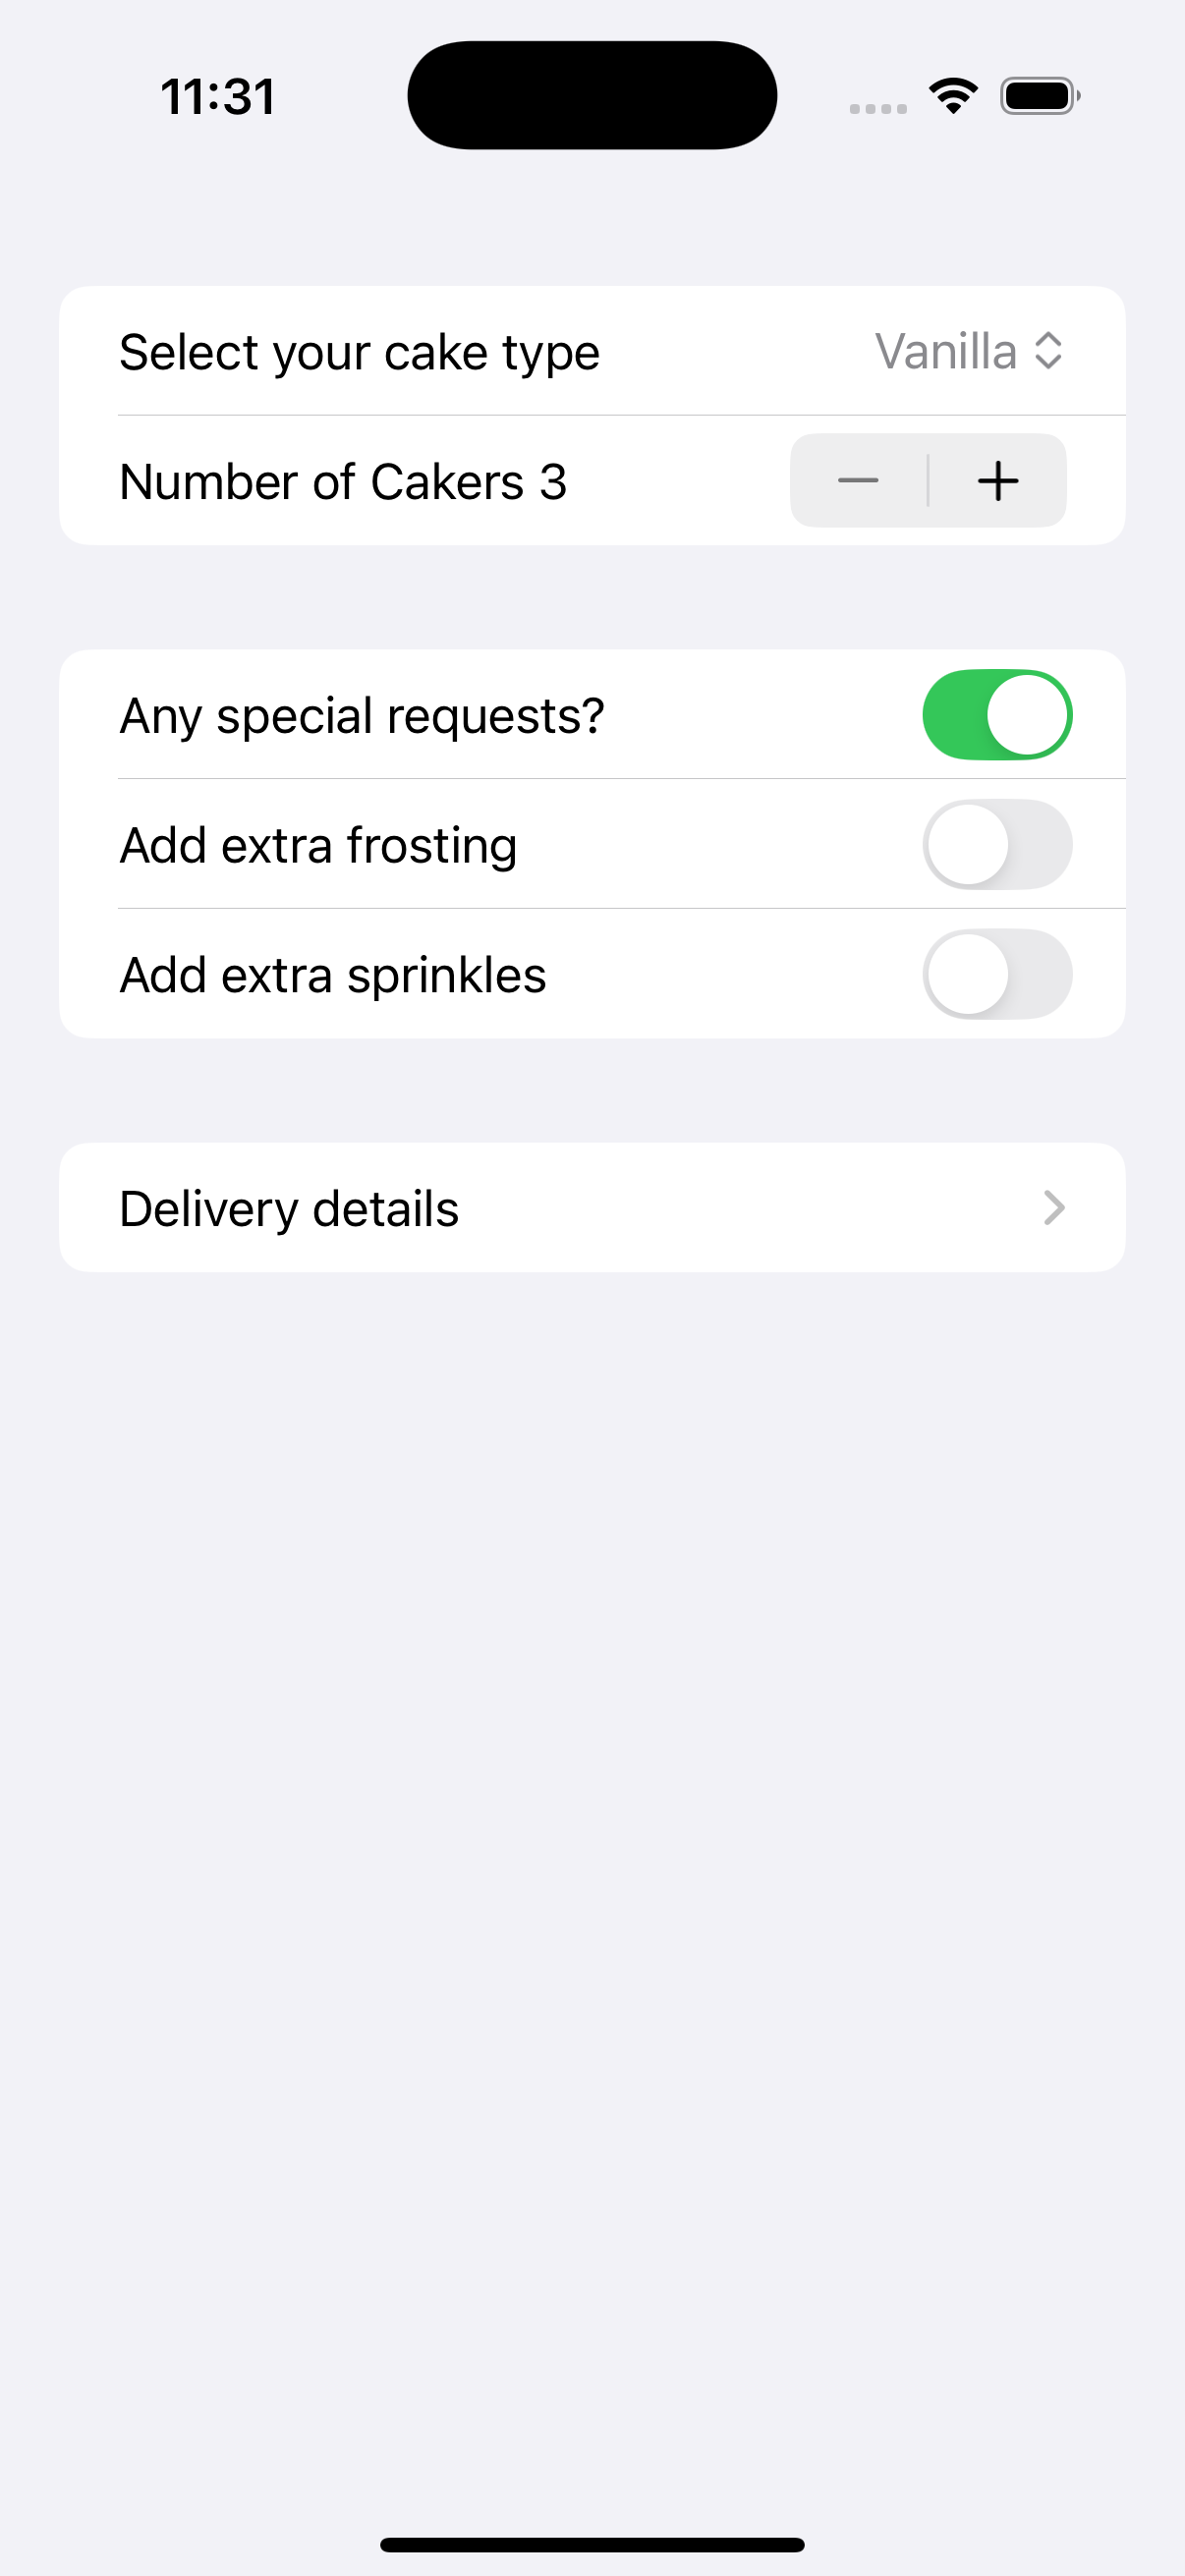 11:31
Select your cake type Vanilla
Number of Cakers 3
Any special requests?
Add extra frosting
Add extra sprinkles
Delivery details